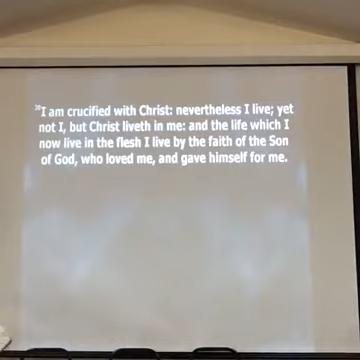 ²⁰I am crucified with Christ: nevertheless I live; yet
not I, but Christ liveth in me: and the life which I
now live in the flesh I live by the faith of the Son
of God, who loved me, and gave himself for me.